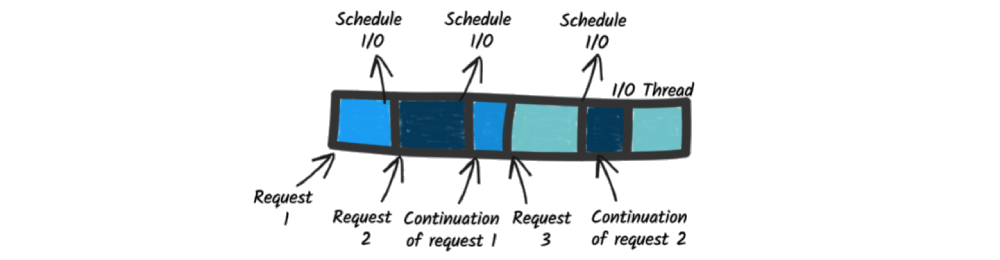 Schedule
I/O
Schedule
I/O
Schedule
I/O
I/O Thread
Request
1
Request
2
Continuation
of request 1
Request
3
Continuation
of request 2